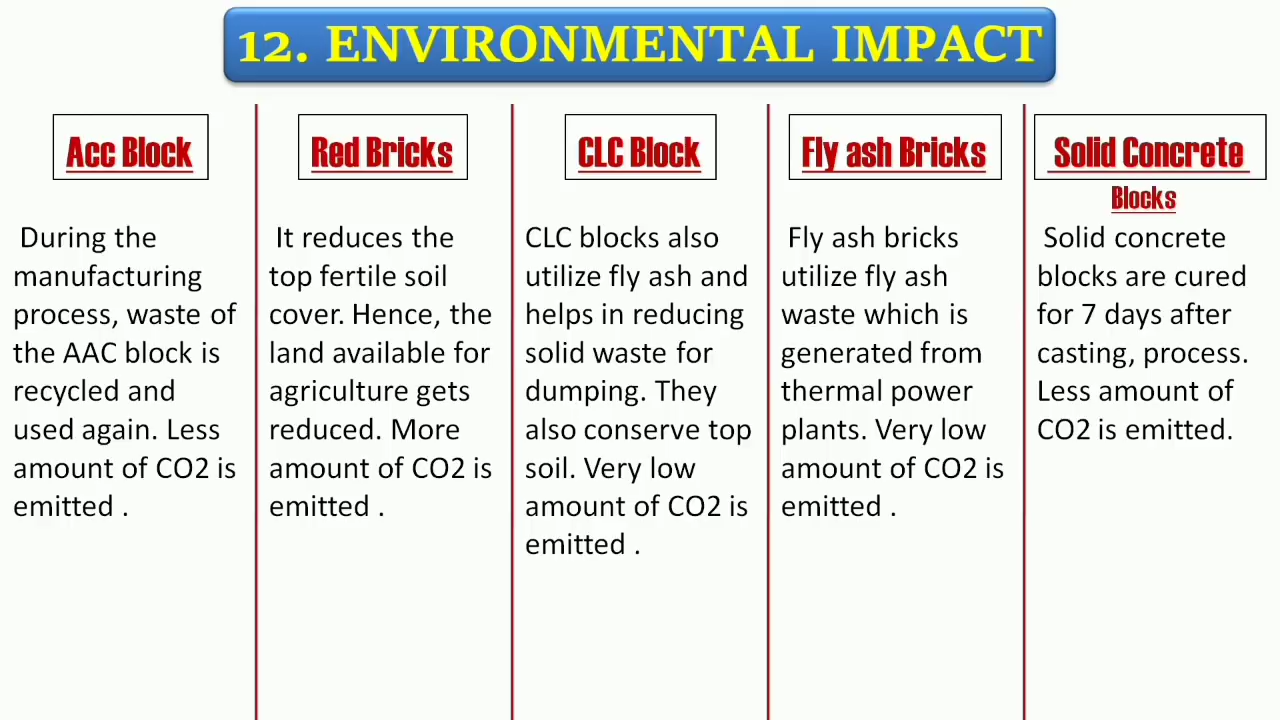 12. ENVIRONMENTAL IMPACT
Acc Block
During the
manufacturing
process, waste of
the AAC block is
recycled and
used again. Less
amount of CO2 is
emitted .
Red Bricks
It reduces the
top fertile soil
cover. Hence, the
land available for
agriculture gets
reduced. More
amount of CO2 is
emitted .
CLC Block
CLC blocks also
utilize fly ash and
helps in reducing
solid waste for
dumping. They
also conserve top
soil. Very low
amount of CO2 is
emitted .
Fly ash Bricks
Fly ash bricks
utilize fly ash
waste which is
generated from
thermal power
plants. Very low
amount of CO2 is
emitted .
Solid Concrete
Blocks
Solid concrete
blocks are cured
for 7 days after
casting, process.
Less amount of
CO2 is emitted.